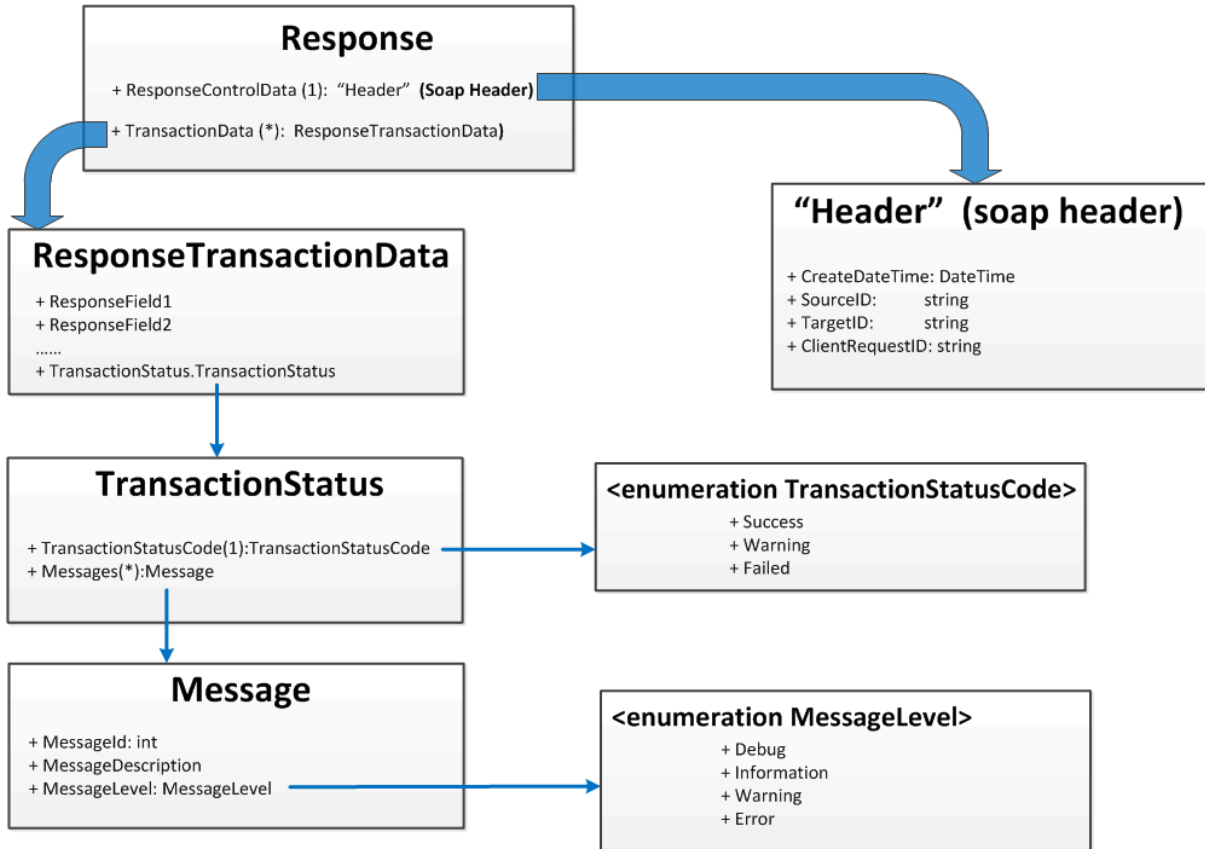 Response
+ ResponseControlData (1): “Header” (Soap Header)
+ TransactionData (*): ResponseTransactionData)
“Header” (soap header)
+ CreateDateTime: DateTime
+ SourceID: string
+ TargetID: string
+ ClientRequestID: string
ResponseTransactionData
+ ResponseField1
+ ResponseField2
......
+ TransactionStatus.TransactionStatus
TransactionStatus
+ TransactionStatusCode(1):TransactionStatusCode
+ Messages(*):Message
<enumeration TransactionStatusCode>
+ Success
+ Warning
+ Failed
Message
+ MessageId: int
+ MessageDescription
+ MessageLevel: MessageLevel
<enumeration MessageLevel>
+ Debug
+ Information
+ Warning
+ Error